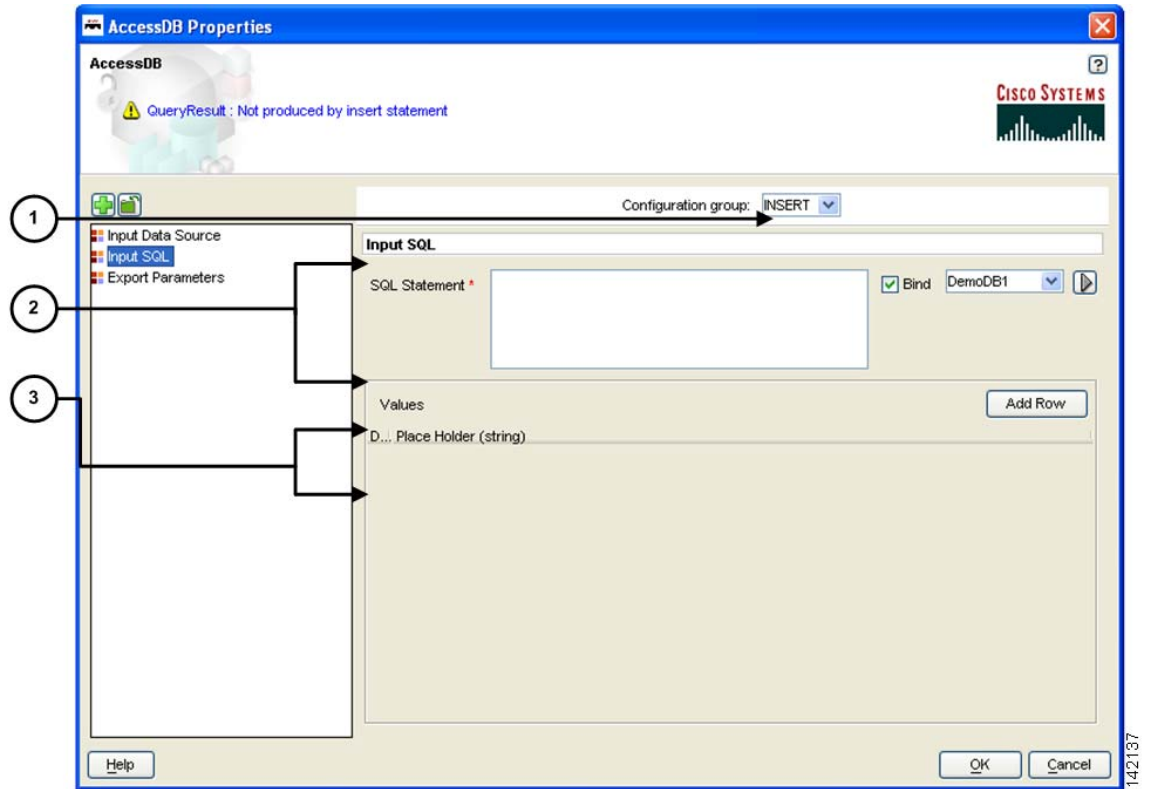 AccessDB Properties
AccessDB
?
QueryResult : Not produced by insert statement
CISCO SYSTEMS
1
Configuration group: INSERT
Input Data Source
Input SQL
Input SQL
Export Parameters
SQL Statement *
Bind DemoDB1
2
3
Values
Add Row
D... Place Holder (string)
Help
OK
Cancel
142137